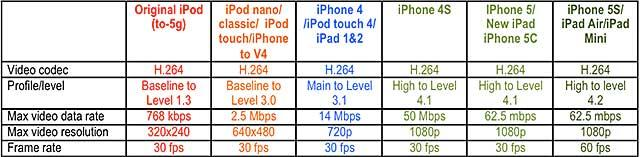 Original iPod (to-5g) iPod nano/ classic/ iPod touch/iPhone to V4 iPhone 4 /iPod touch 4/ iPad 1&2 iPhone 4S iPhone 5/ New iPad iPhone 5C iPhone 5S/ iPad Air/iPad Mini
Video codec H.264 H.264 H.264 H.264 H.264 H.264
Profile/level Baseline to Level 1.3 Baseline to Level 3.0 Main to Level 3.1 High to Level 4.1 High to Level 4.1 High to level 4.2
Max video data rate 768 kbps 2.5 Mbps 14 Mbps 50 Mbps 62.5 mbps 62.5 mbps
Max video resolution 320x240 640x480 720p 1080p 1080p 1080p
Frame rate 30 fps 30 fps 30 fps 30 fps 30 fps 60 fps